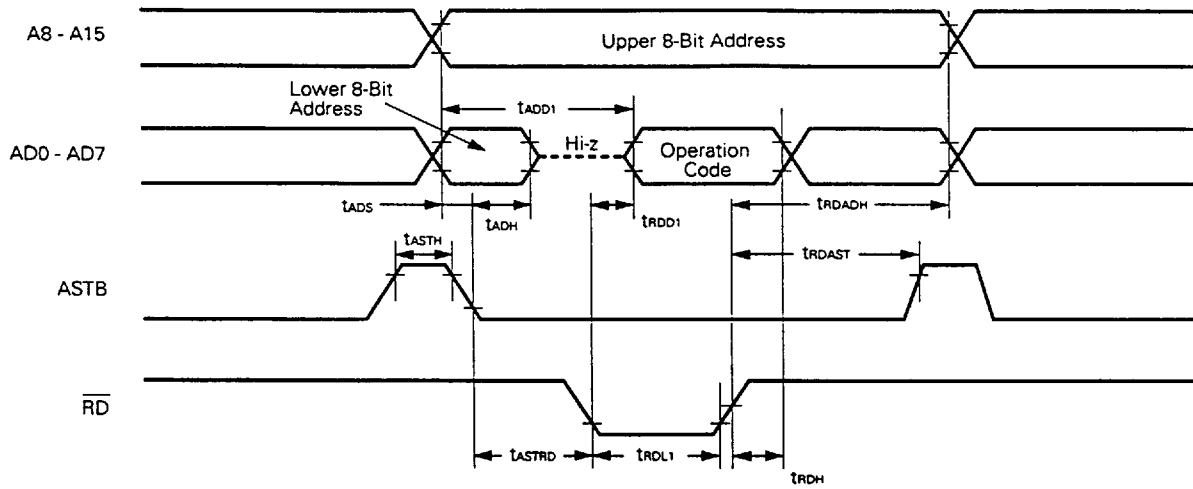 A8 - A15
Upper 8-Bit Address
Lower 8-Bit
Address
tADD1
AD0 - AD7
Hi-z
Operation
Code
tADS
tADH
tRDD1
tRDADH
tASTH
tRDAST
ASTB
RD
tASTRD
tRDL1
tRDH